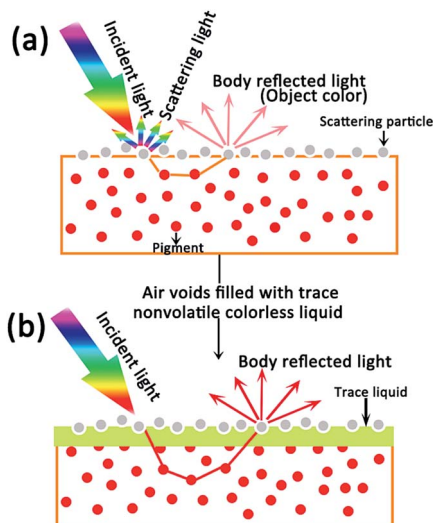 (a)
Incident light
Scattering light
Body reflected light
(Object color)
Scattering particle
Pigment
Air voids filled with trace
nonvolatile colorless liquid
(b)
Incident light
Body reflected light
Trace liquid